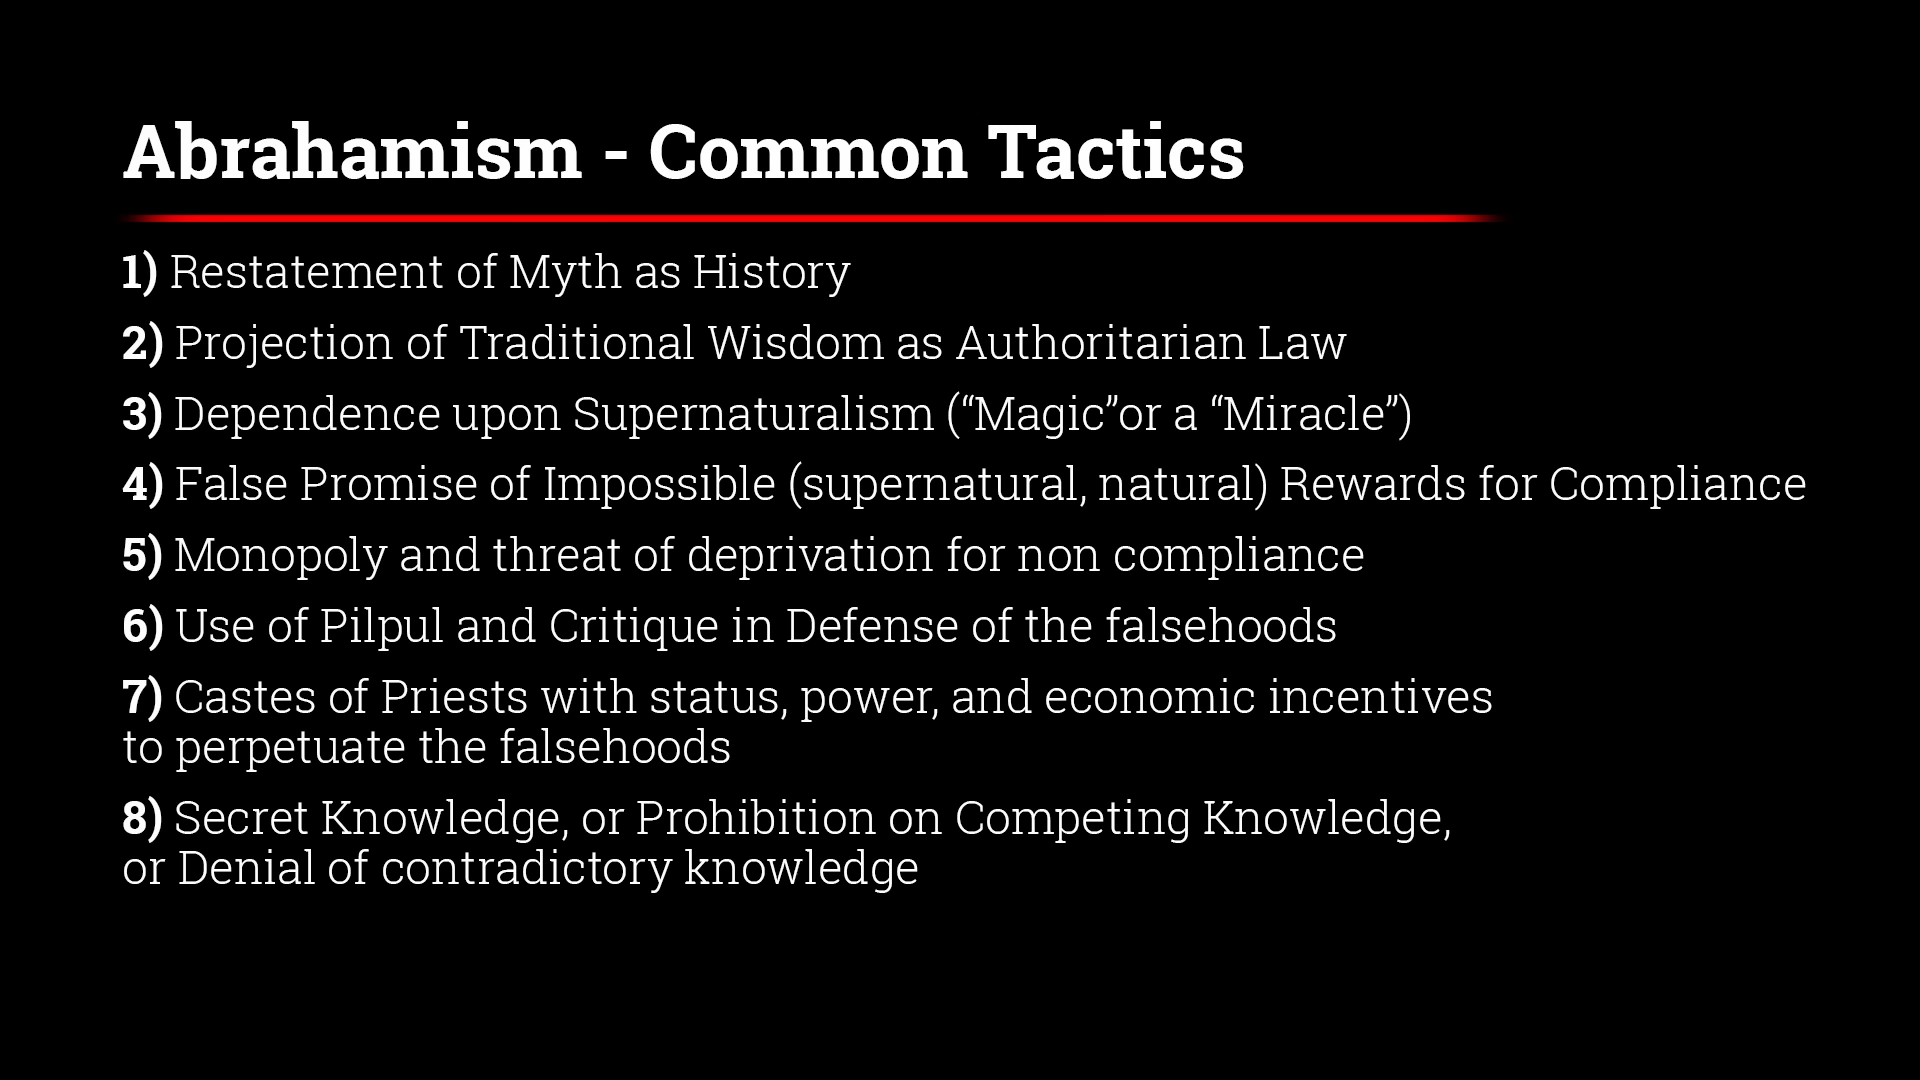 Abrahamism - Common Tactics
1) Restatement of Myth as History
2) Projection of Traditional Wisdom as Authoritarian Law
3) Dependence upon Supernaturalism (“Magic”or a “Miracle”)
4) False Promise of Impossible (supernatural, natural) Rewards for Compliance
5) Monopoly and threat of deprivation for non compliance
6) Use of Pilpul and Critique in Defense of the falsehoods
7) Castes of Priests with status, power, and economic incentives
to perpetuate the falsehoods
8) Secret Knowledge, or Prohibition on Competing Knowledge,
or Denial of contradictory knowledge